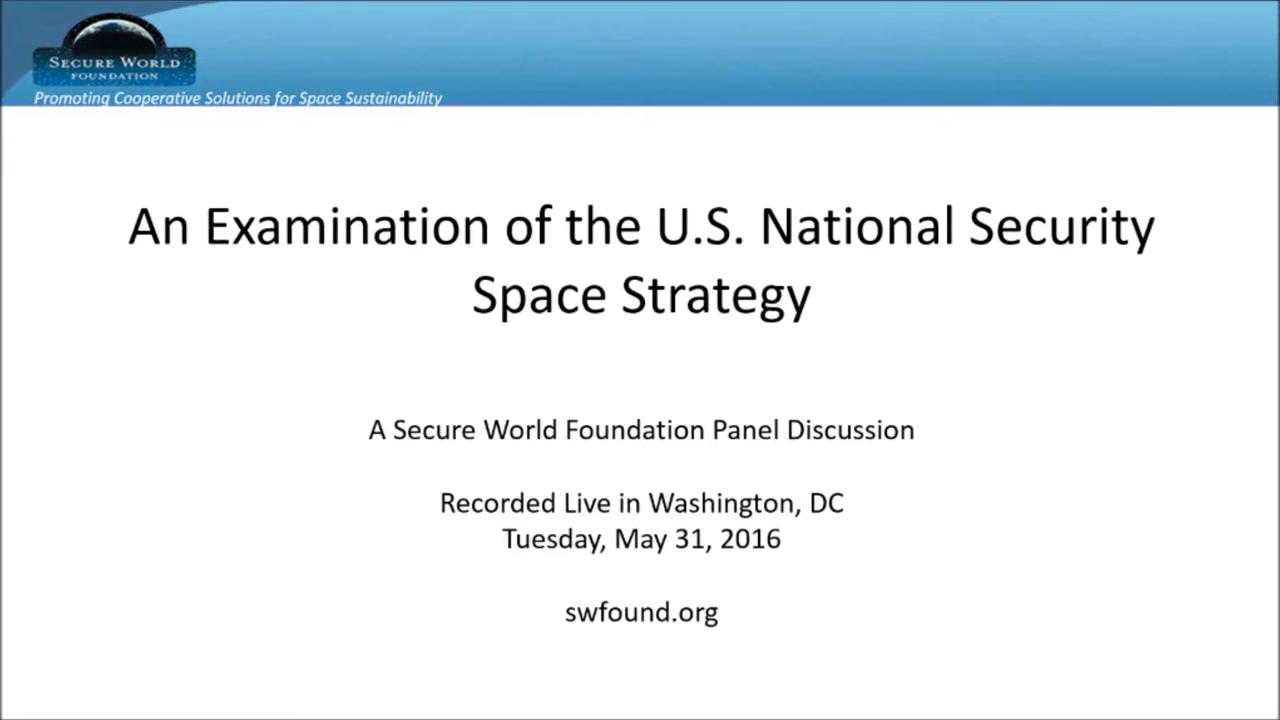 SECURE WORLD
FOUNDATION
Promoting Cooperative Solutions for Space Sustainability
An Examination of the U.S. National Security
Space Strategy
A Secure World Foundation Panel Discussion
Recorded Live in Washington, DC
Tuesday, May 31, 2016
swfound.org